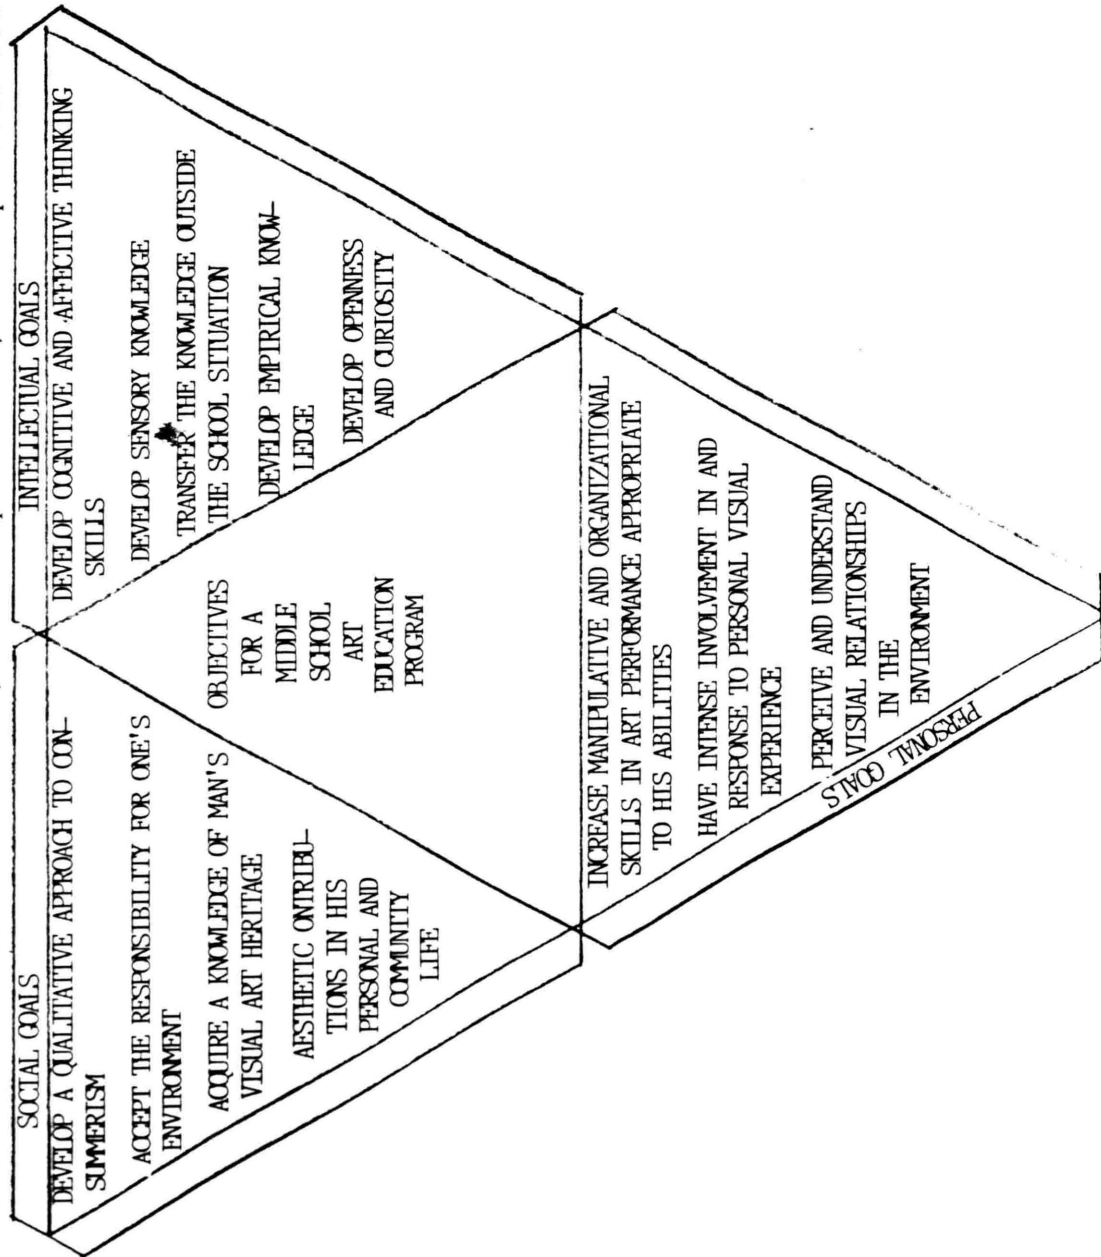 SOCIAL GOALS
DEVELOP A QUALITATIVE APPROACH TO CON-
SUMMERISM
ACCEPT THE RESPONSIBILITY FOR ONE'S
ENVIRONMENT
ACQUIRE A KNOWLEDGE OF MAN'S
VISUAL ART HERITAGE
AESTHETIC ONTRIBU-
TIONS IN HIS
PERSONAL AND
COMMUNITY
LIFE
OBJECTIVES
FOR A
MIDDLE
SCHOOL
ART
EDUCATION
PROGRAM
INTELLECTUAL GOALS
DEVELOP COGNITIVE AND AFFECTIVE THINKING
SKILLS
DEVELOP SENSORY KNOWLEDGE
TRANSFER THE KNOWLEDGE OUTSIDE
THE SCHOOL SITUATION
DEVELOP EMPIRICAL KNOW-
LEDGE
DEVELOP OPENNESS
AND CURIOSITY
INCREASE MANIPULATIVE AND ORGANIZATIONAL
SKILLS IN ART PERFORMANCE APPROPRIATE
TO HIS ABILITIES
HAVE INTENSE INVOLVEMENT IN AND
RESPONSE TO PERSONAL VISUAL
EXPERIENCE
PERCEIVE AND UNDERSTAND
VISUAL RELATIONSHIPS
IN THE
ENVIRONMENT
PERSONAL GOALS